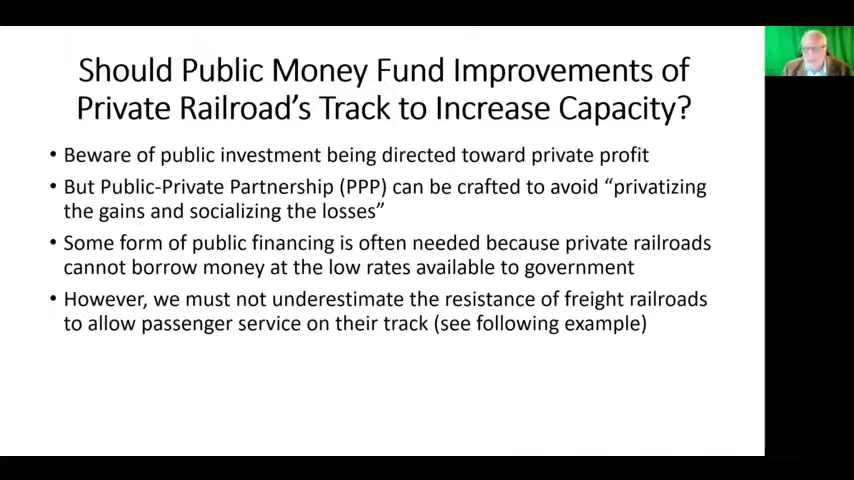 Should Public Money Fund Improvements of
Private Railroad’s Track to Increase Capacity?
• Beware of public investment being directed toward private profit
• But Public-Private Partnership (PPP) can be crafted to avoid “privatizing
the gains and socializing the losses”
• Some form of public financing is often needed because private railroads
cannot borrow money at the low rates available to government
• However, we must not underestimate the resistance of freight railroads
to allow passenger service on their track (see following example)